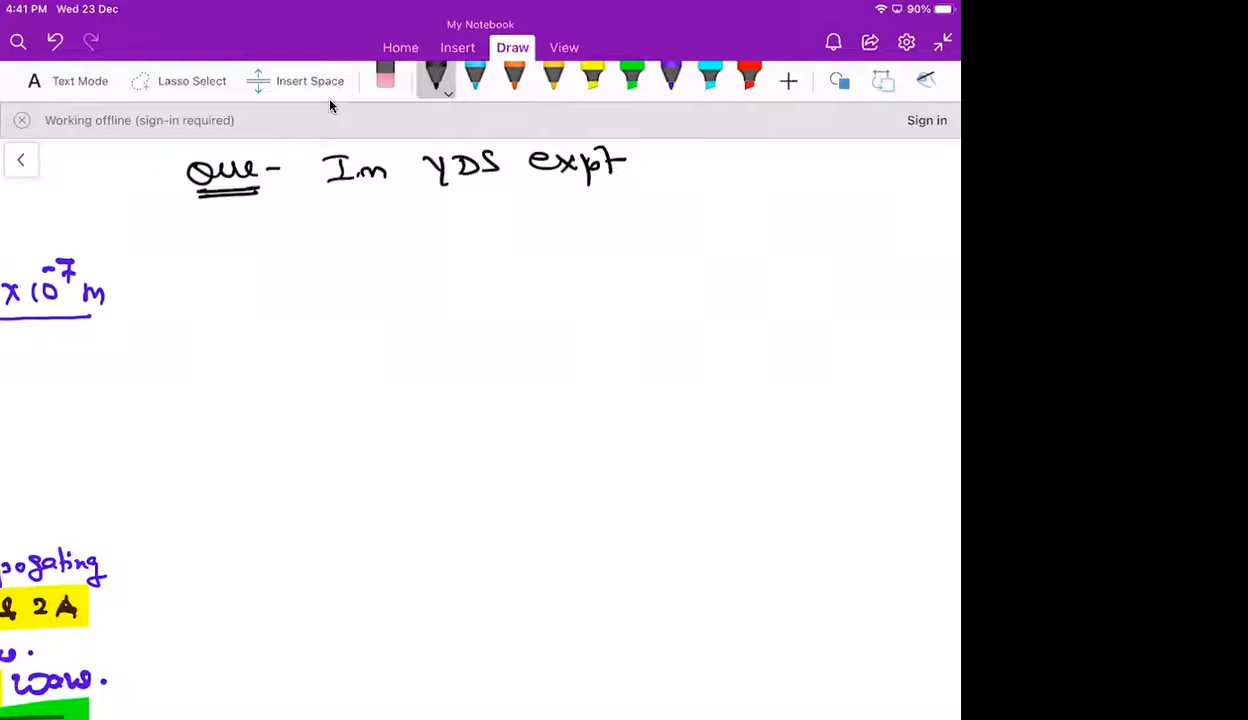 4:41 PM Wed 23 Dec
90%
My Notebook
Home Insert Draw View
A Text Mode Lasso Select Insert Space
Working offline (sign-in required) Sign in
Que - In YDS expt
x 10⁻⁷ m
pogating
& 2A
wave.